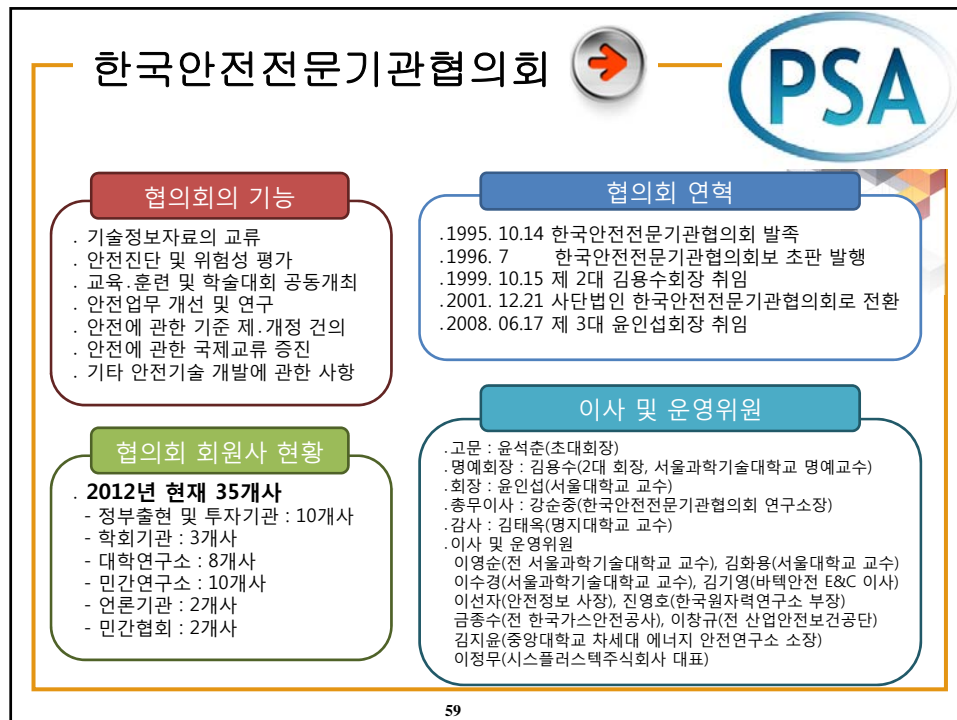 한국안전전문기관협의회
PSA
협의회의 기능
. 기술정보자료의 교류
. 안전진단 및 위험성 평가
. 교육.훈련 및 학술대회 공동개최
. 안전업무 개선 및 연구
. 안전에 관한 기준 제.개정 건의
. 안전에 관한 국제교류 증진
. 기타 안전기술 개발에 관한 사항
협의회 연혁
.1995. 10.14 한국안전전문기관협의회 발족
.1996. 7 한국안전전문기관협의회보 초판 발행
.1999. 10.15 제 2대 김용수회장 취임
.2001. 12.21 사단법인 한국안전전문기관협의회로 전환
.2008. 06.17 제 3대 윤인섭회장 취임
협의회 회원사 현황
. 2012년 현재 35개사
- 정부출현 및 투자기관 : 10개사
- 학회기관 : 3개사
- 대학연구소 : 8개사
- 민간연구소 : 10개사
- 언론기관 : 2개사
- 민간협회 : 2개사
이사 및 운영위원
.고문 : 윤석춘(초대회장)
.명예회장 : 김용수(2대 회장, 서울과학기술대학교 명예교수)
.회장 : 윤인섭(서울대학교 교수)
.총무이사 : 강순중(한국안전전문기관협의회 연구소장)
.감사 : 김태옥(명지대학교 교수)
.이사 및 운영위원
이영순(전 서울과학기술대학교 교수), 김화용(서울대학교 교수)
이수경(서울과학기술대학교 교수), 김기영(바텍안전 E&C 이사)
이선자(안전정보 사장), 진영호(한국원자력연구소 부장)
금종수(전 한국가스안전공사), 이창규(전 산업안전보건공단)
김지윤(중앙대학교 차세대 에너지 안전연구소 소장)
이정무(시스플러스텍주식회사 대표)
59